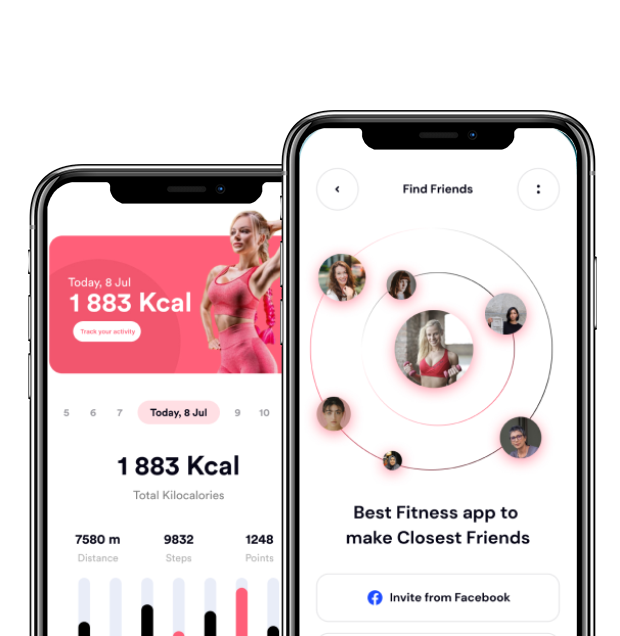 Today, 8 Jul
1 883 Kcal
Track your activity
5 6 7 Today, 8 Jul 9 10
1 883 Kcal
Total Kilocalories
7580 m 9832 1248
Distance Steps Points
Find Friends
Best Fitness app to
make Closest Friends
Invite from Facebook